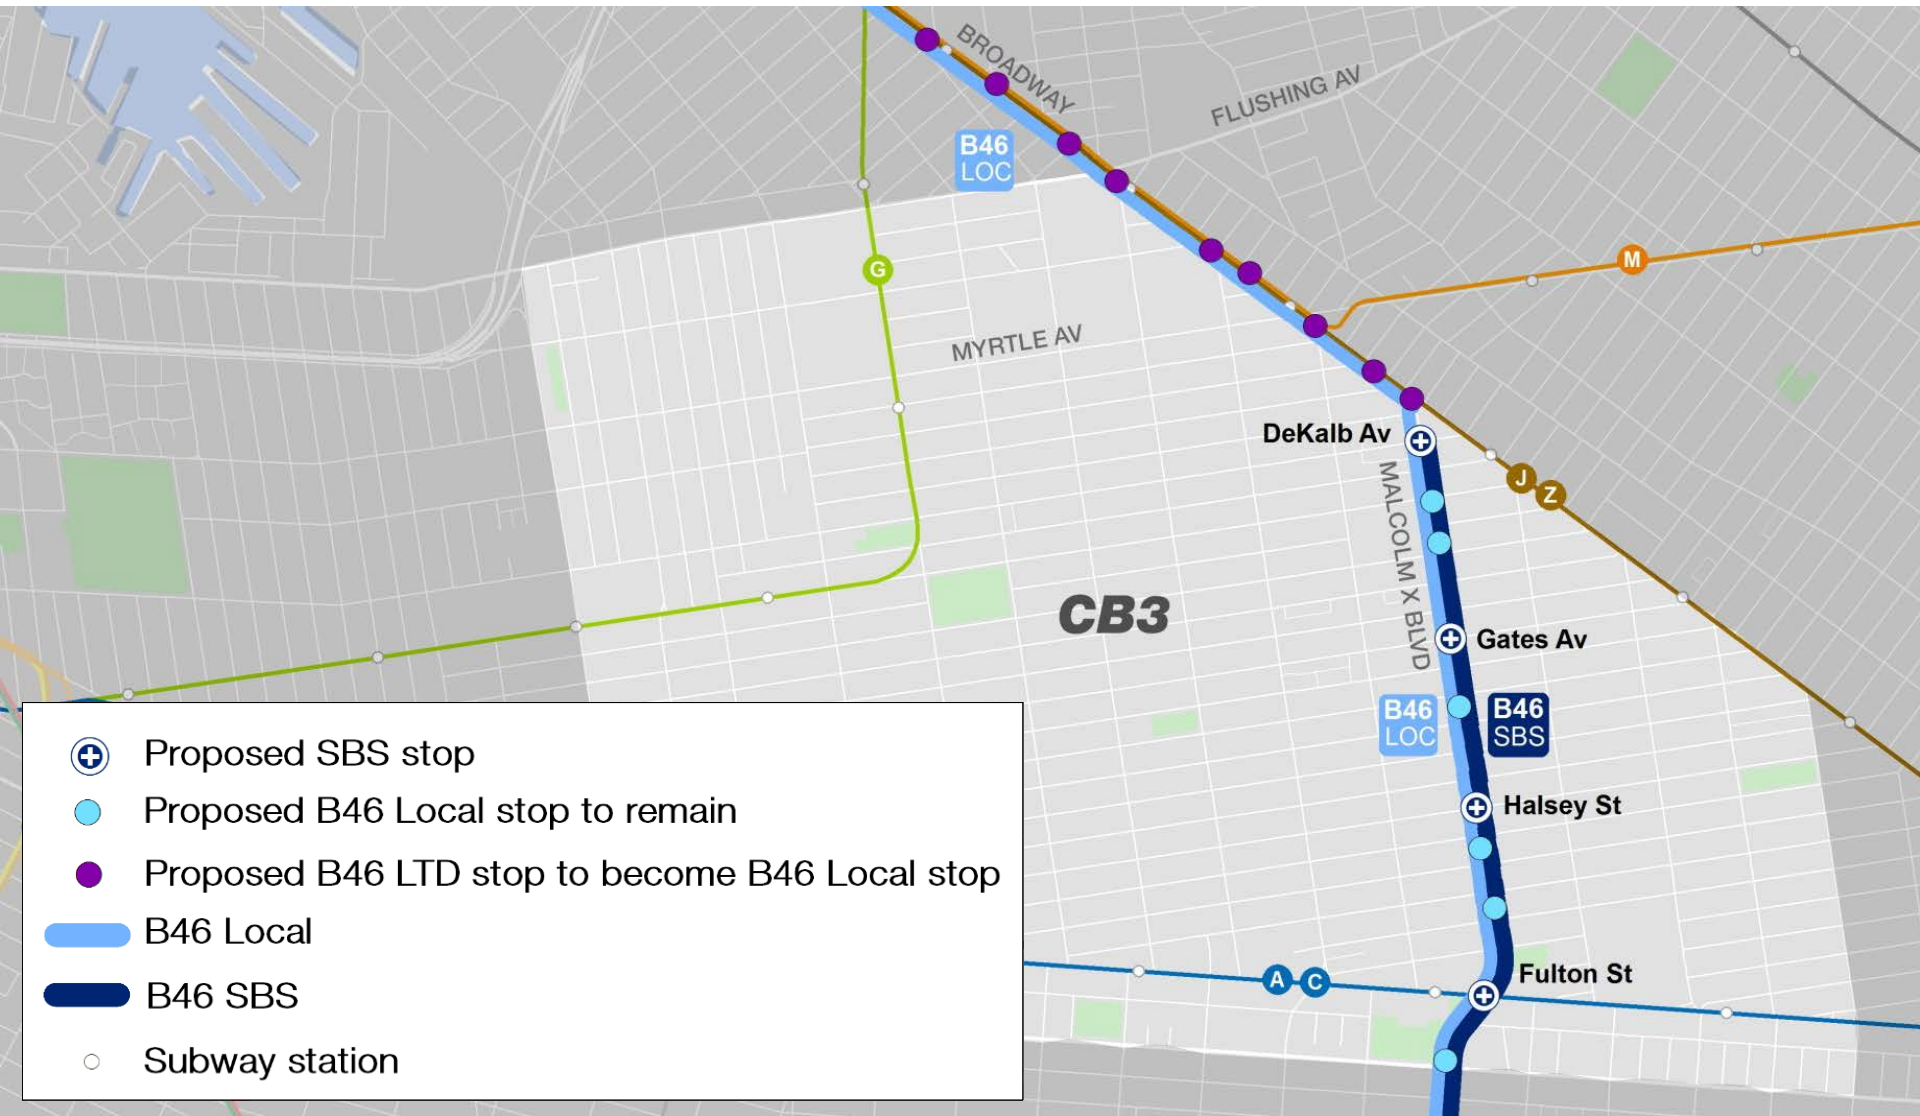 BROADWAY
FLUSHING AV
B46
LOC
M
G
MYRTLE AV
DeKalb Av
J
Z
MALCOLM X BLVD
CB3
Gates Av
B46
LOC
B46
SBS
Halsey St
Fulton St
A
C
Proposed SBS stop
Proposed B46 Local stop to remain
Proposed B46 LTD stop to become B46 Local stop
B46 Local
B46 SBS
Subway station